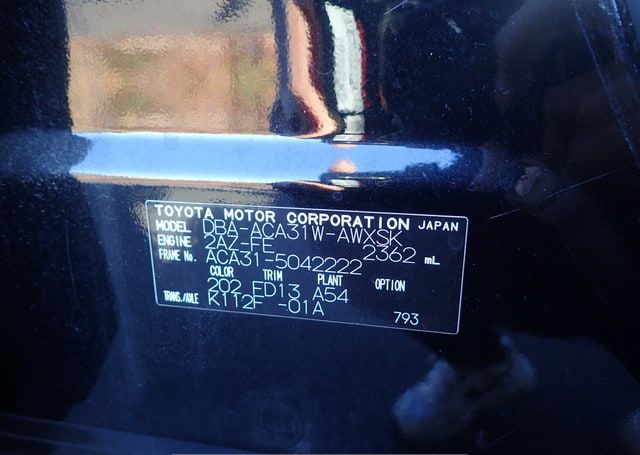 TOYOTA MOTOR CORPORATION JAPAN
MODEL DBA-ACA31W-AWXSK
ENGINE 2AZ-FE 2362 mL
FRAME No. ACA31-5042222
COLOR TRIM PLANT OPTION
202 FD13 A54
TRANS./AXLE K112F -01A
793